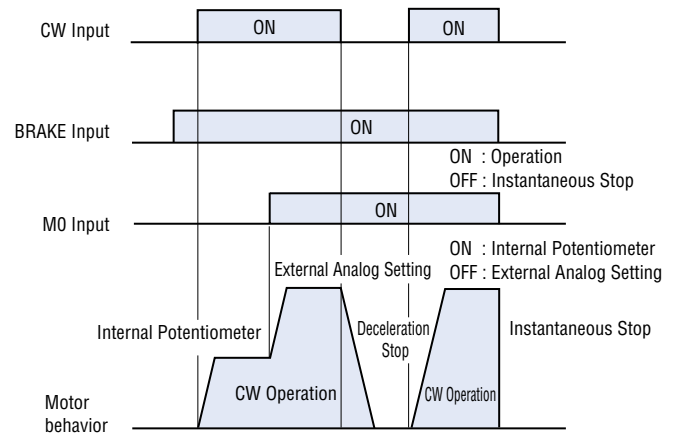 CW Input
ON
ON
BRAKE Input
ON
ON : Operation
OFF : Instantaneous Stop
M0 Input
ON
ON : Internal Potentiometer
OFF : External Analog Setting
External Analog Setting
Internal Potentiometer
Deceleration
Stop
Instantaneous Stop
CW Operation
CW Operation
Motor
behavior